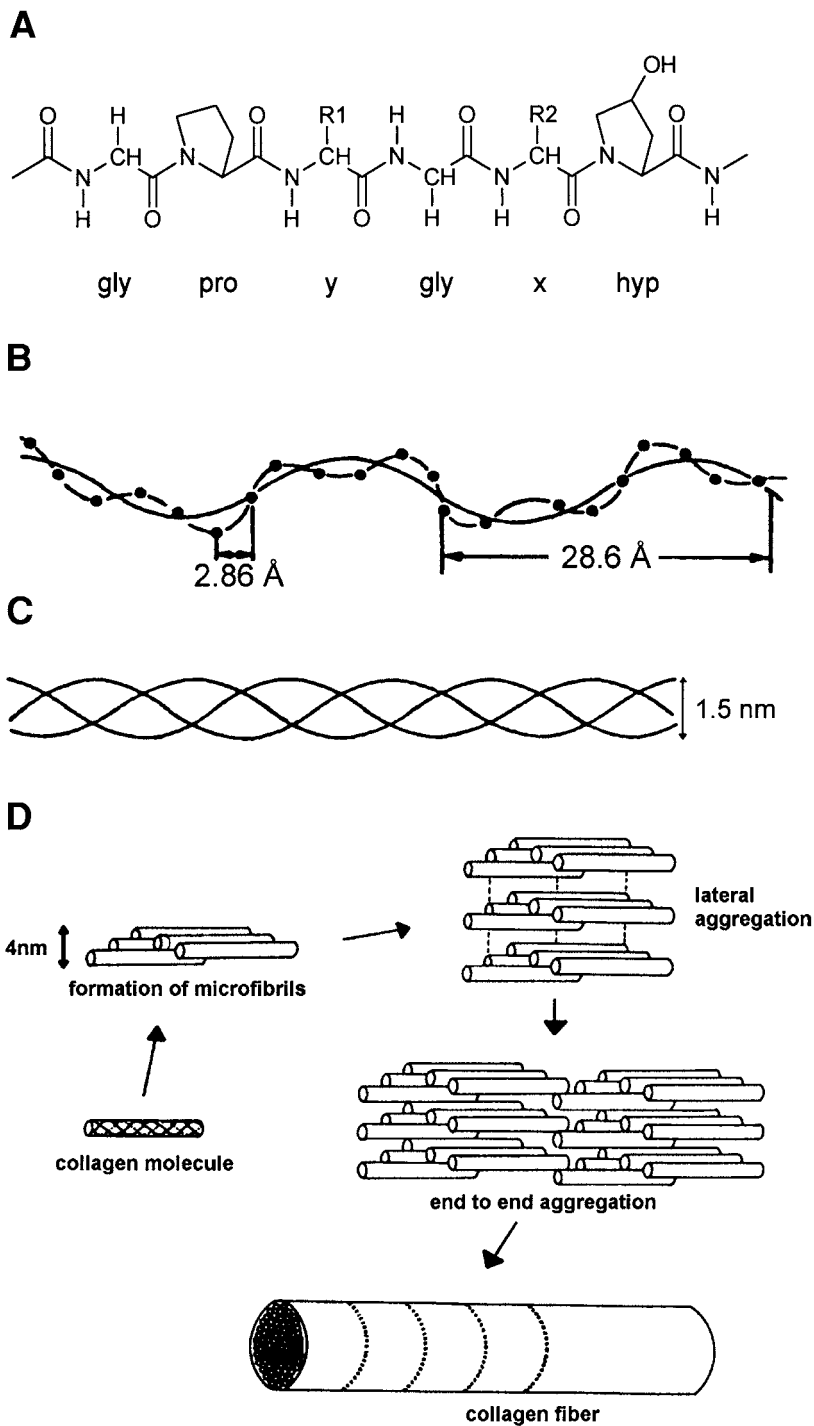 A
OH
O H O R1 H O R2 O
N CH N CH N CH N CH N N
H O H O H H O H
gly pro y gly x hyp
B
2.86 Å
28.6 Å
C
1.5 nm
D
lateral
aggregation
4nm
formation of microfibrils
collagen molecule
end to end aggregation
collagen fiber